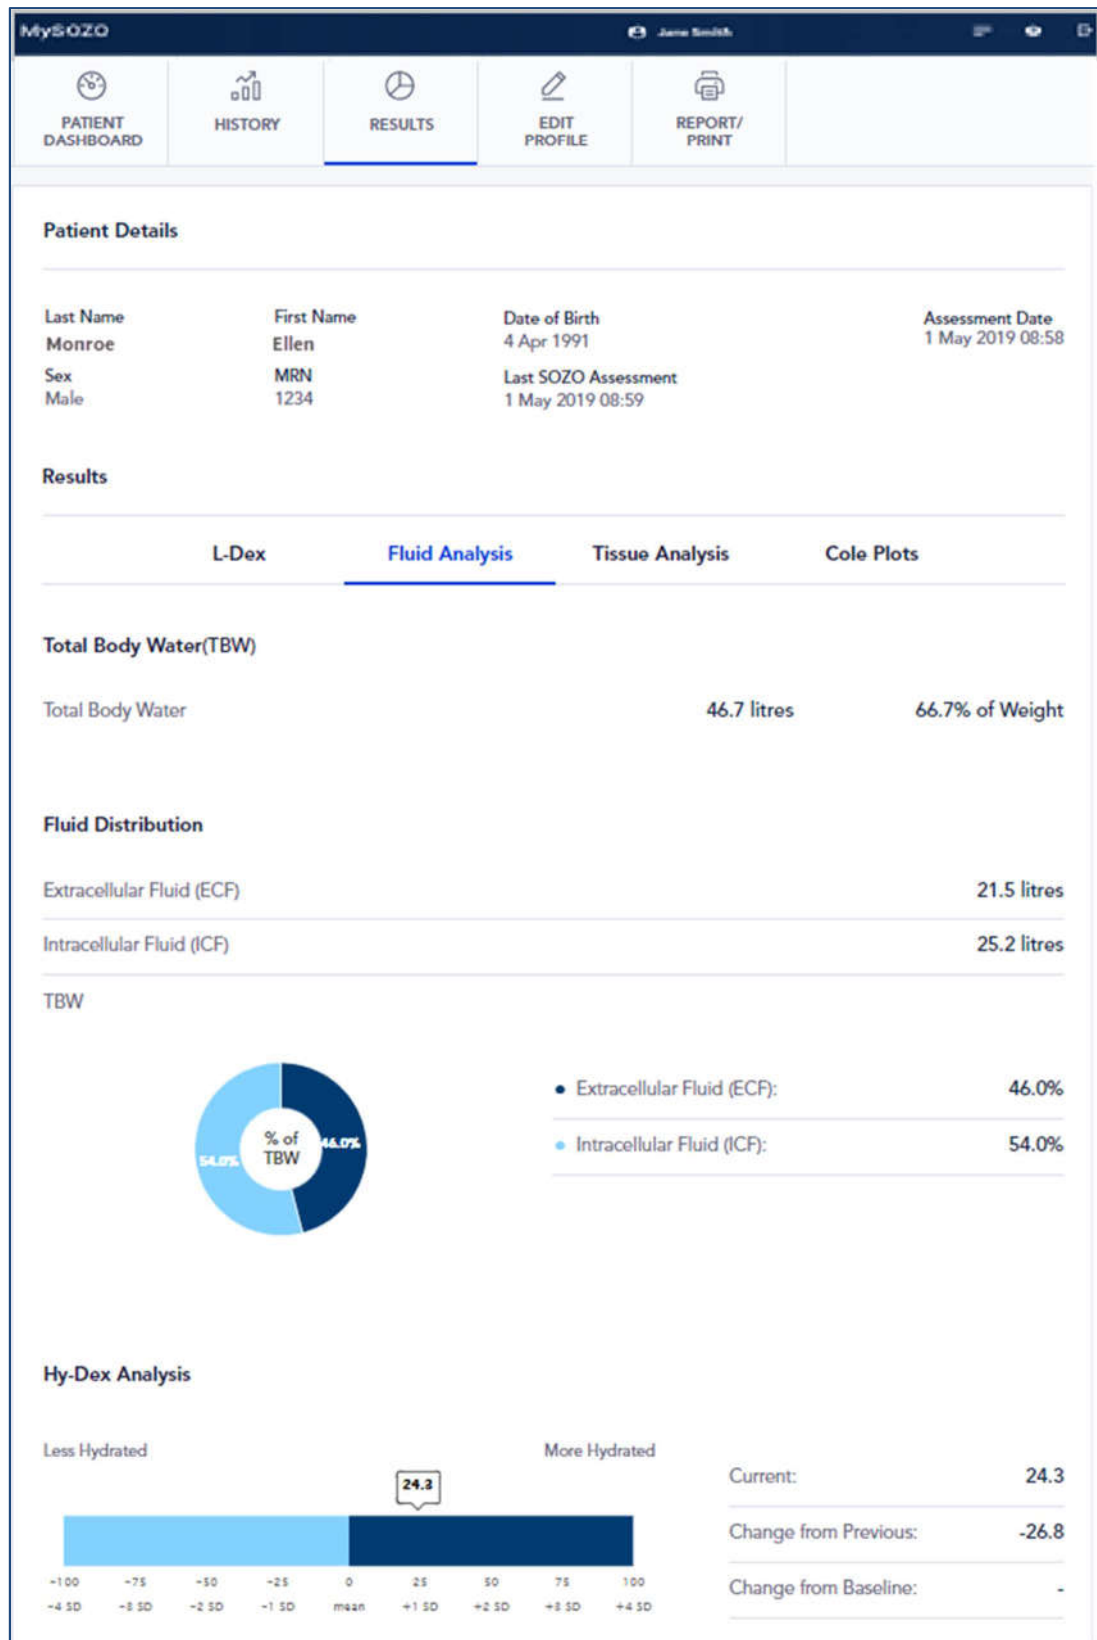 MySOZO
Jane Smith
PATIENT
DASHBOARD
HISTORY
RESULTS
EDIT
PROFILE
REPORT/
PRINT
Patient Details
Last Name First Name Date of Birth Assessment Date
Monroe Ellen 4 Apr 1991 1 May 2019 08:58
Sex MRN Last SOZO Assessment
Male 1234 1 May 2019 08:59
Results
L-Dex Fluid Analysis Tissue Analysis Cole Plots
Total Body Water(TBW)
Total Body Water 46.7 litres 66.7% of Weight
Fluid Distribution
Extracellular Fluid (ECF) 21.5 litres
Intracellular Fluid (ICF) 25.2 litres
TBW
% of
TBW
46.0%
54.0%
Extracellular Fluid (ECF): 46.0%
Intracellular Fluid (ICF): 54.0%
Hy-Dex Analysis
Less Hydrated More Hydrated
24.3
-100 -75 -50 -25 0 25 50 75 100
-4 SD -3 SD -2 SD -1 SD mean +1 SD +2 SD +3 SD +4 SD
Current: 24.3
Change from Previous: -26.8
Change from Baseline: -